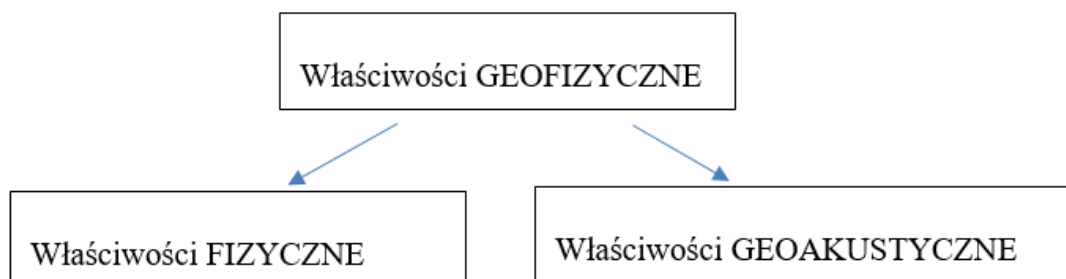 Właściwości GEOFIZYCZNE
Właściwości FIZYCZNE
Właściwości GEOAKUSTYCZNE